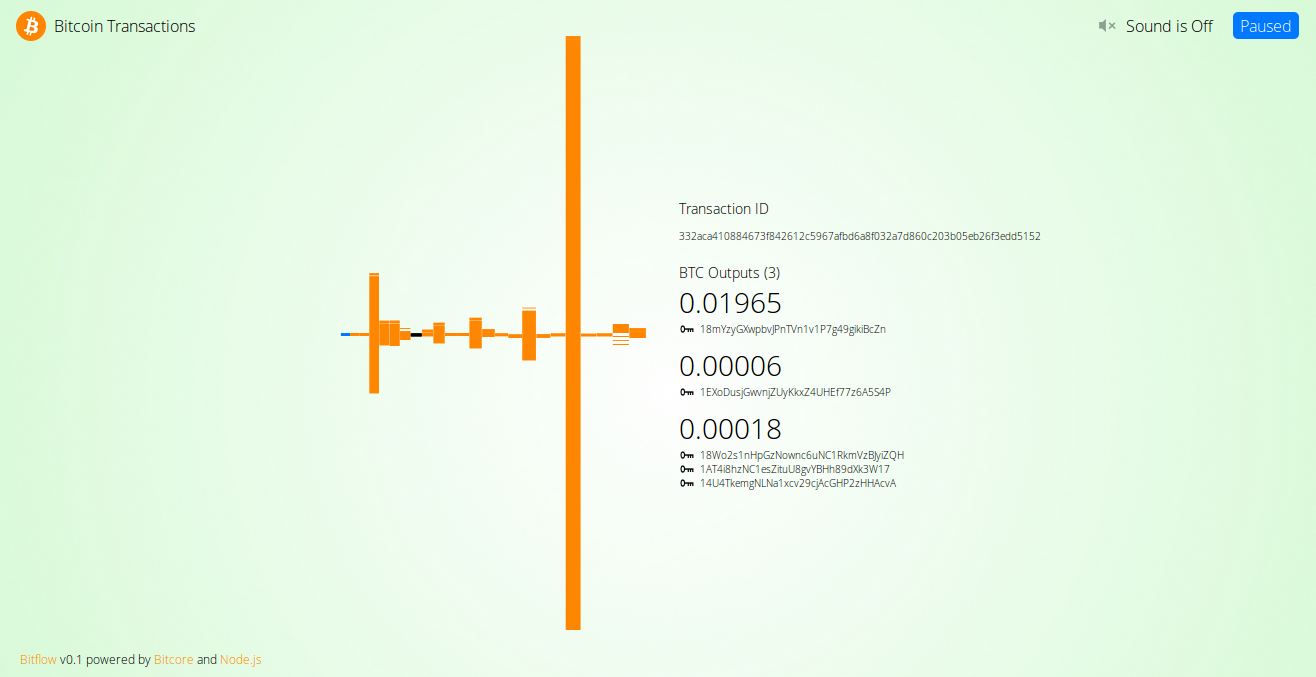 Bitcoin Transactions
Sound is Off
Paused
Transaction ID
332aca410884673f842612c5967afbd6a8f032a7d860c203b05eb26f3edd5152
BTC Outputs (3)
0.01965
18mYzyGXwpbvJPnTVn1v1P7g49gikiBcZn
0.00006
1EXoDusjGwvnjZUyKkxZ4UHEf77z6A5S4P
0.00018
18Wo2s1nHpGzNownc6uNC1RkmVzBJyiZQH
1AT4i8hzNC1esZituU8gvYBHh89dXk3W17
14U4TkemgNLNa1xcv29cjAcGHP2zHHAcvA
Bitflow v0.1 powered by Bitcore and Node.js